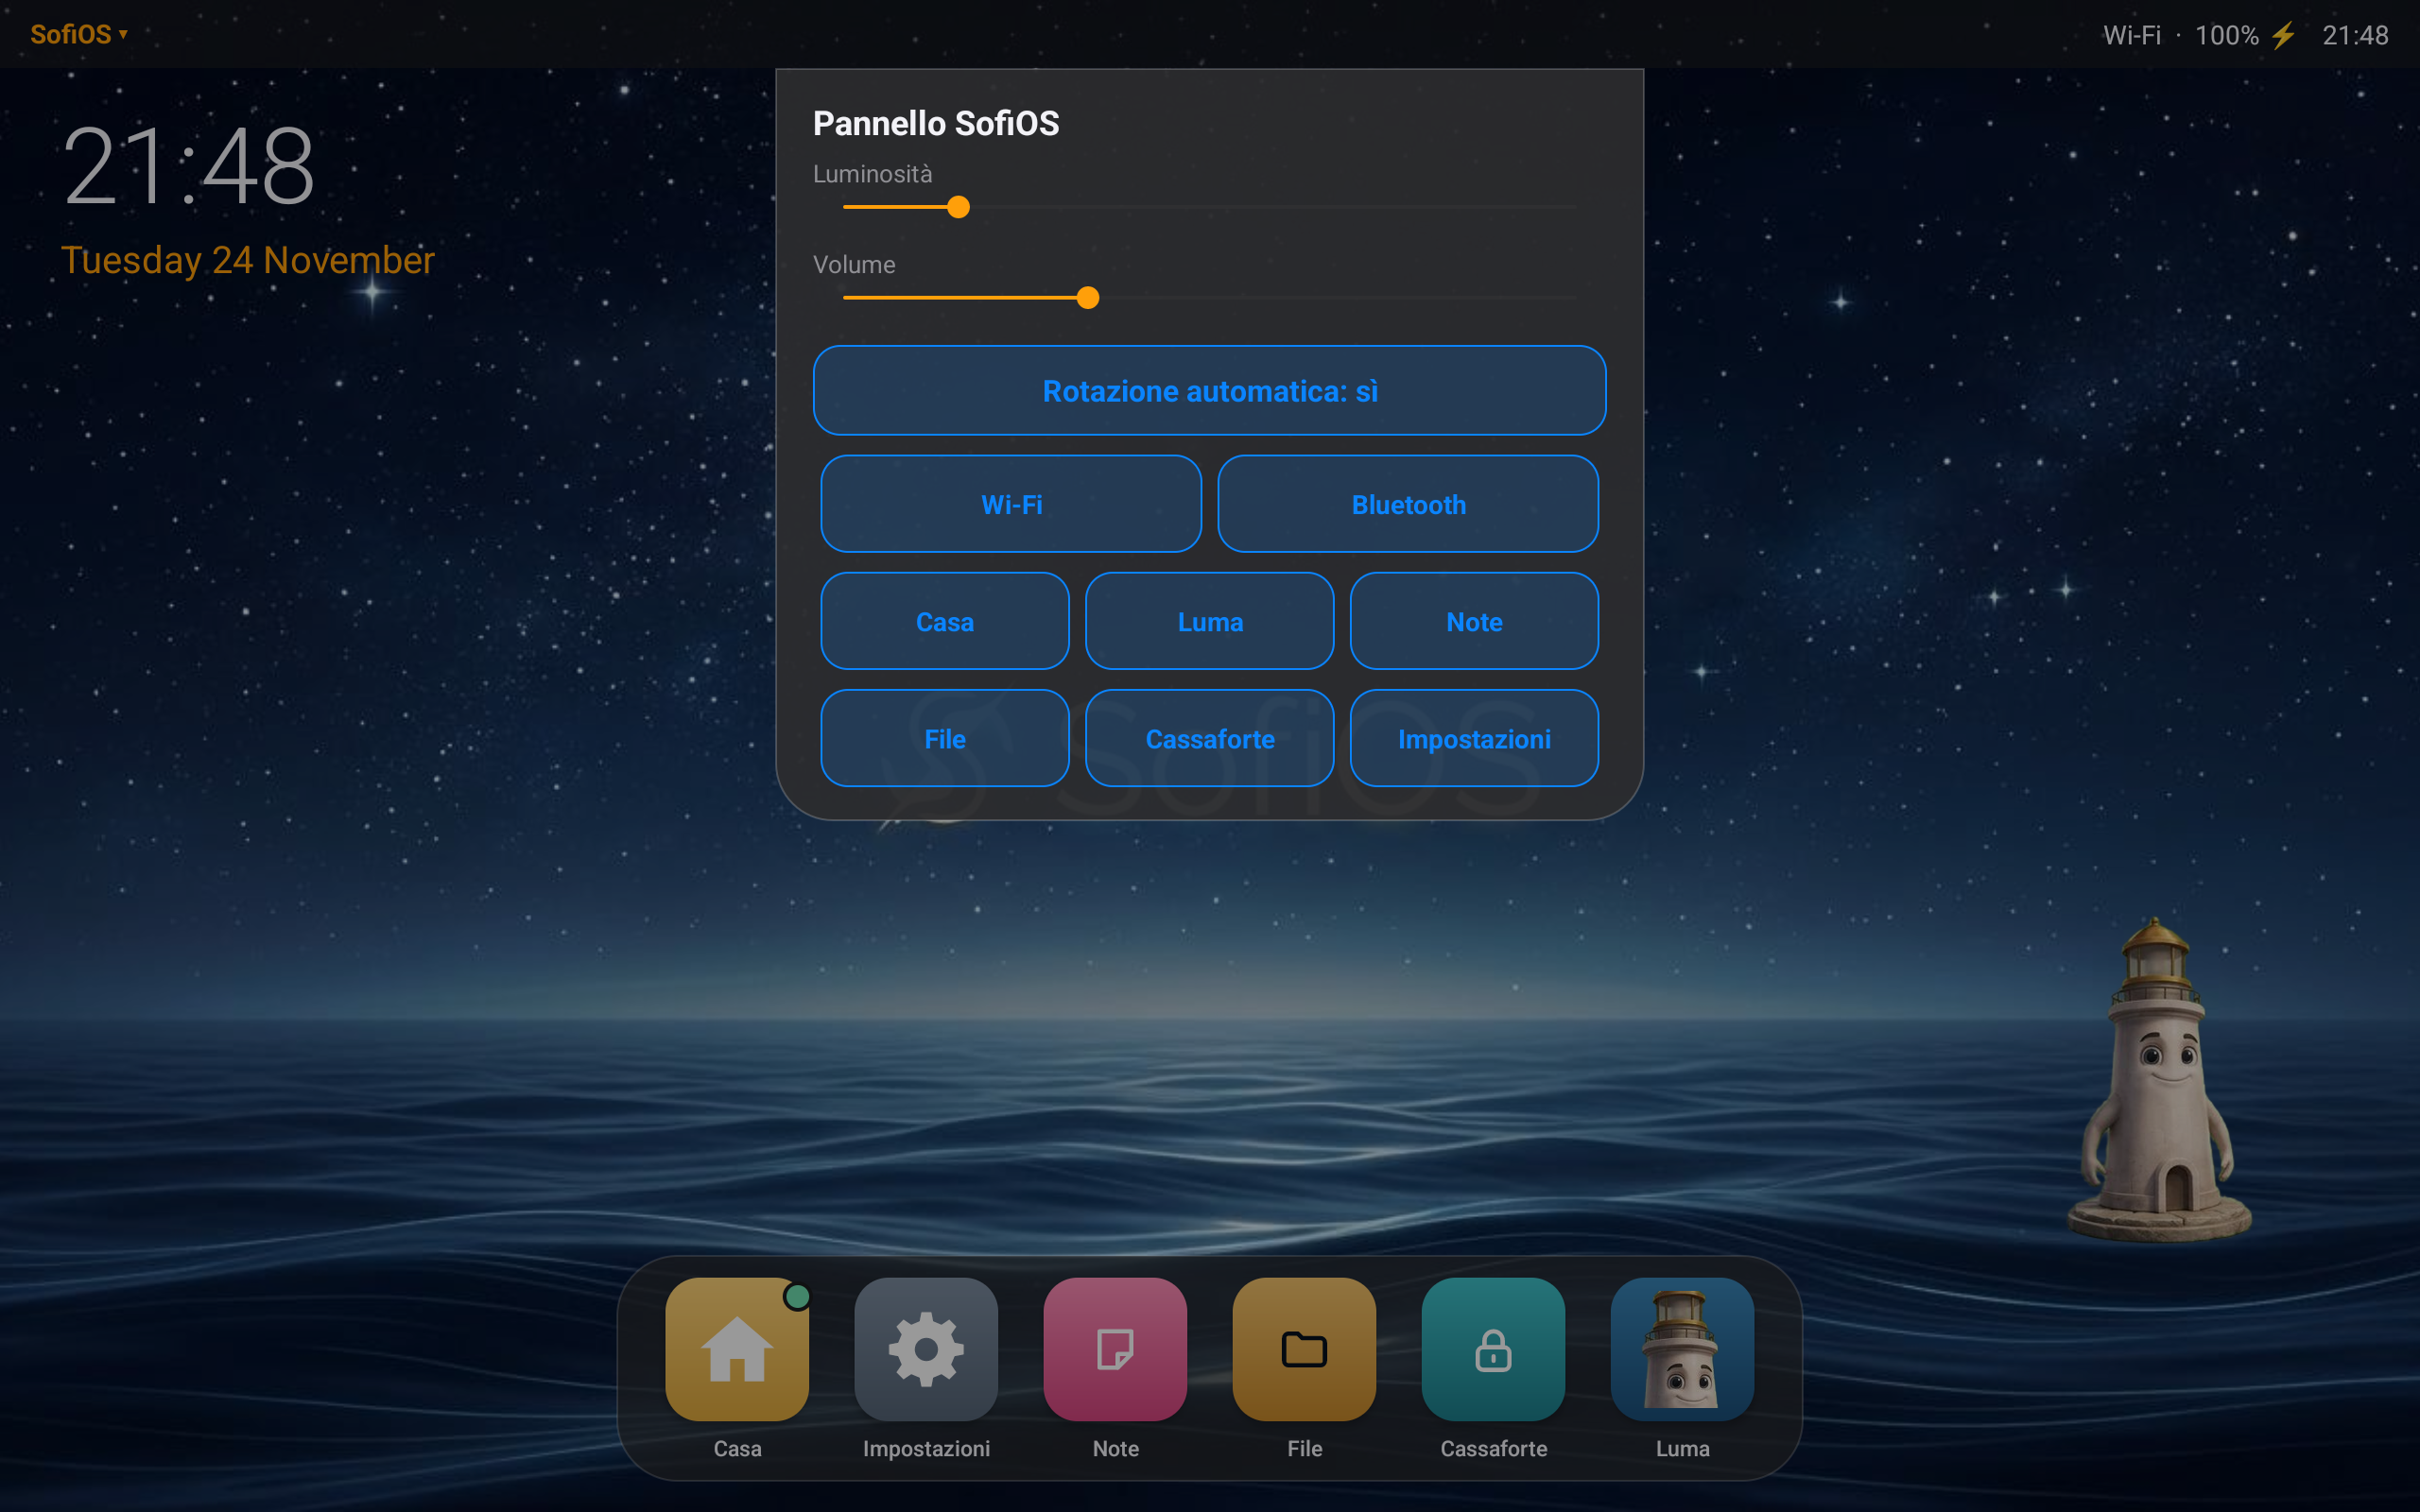 SofiOS ▾
Wi-Fi · 100% ⚡ 21:48
21:48
Tuesday 24 November
Pannello SofiOS
Luminosità
Volume
Rotazione automatica: sì
Wi-Fi Bluetooth
Casa Luma Note
File Cassaforte Impostazioni
SofiOS
Casa Impostazioni Note File Cassaforte Luma